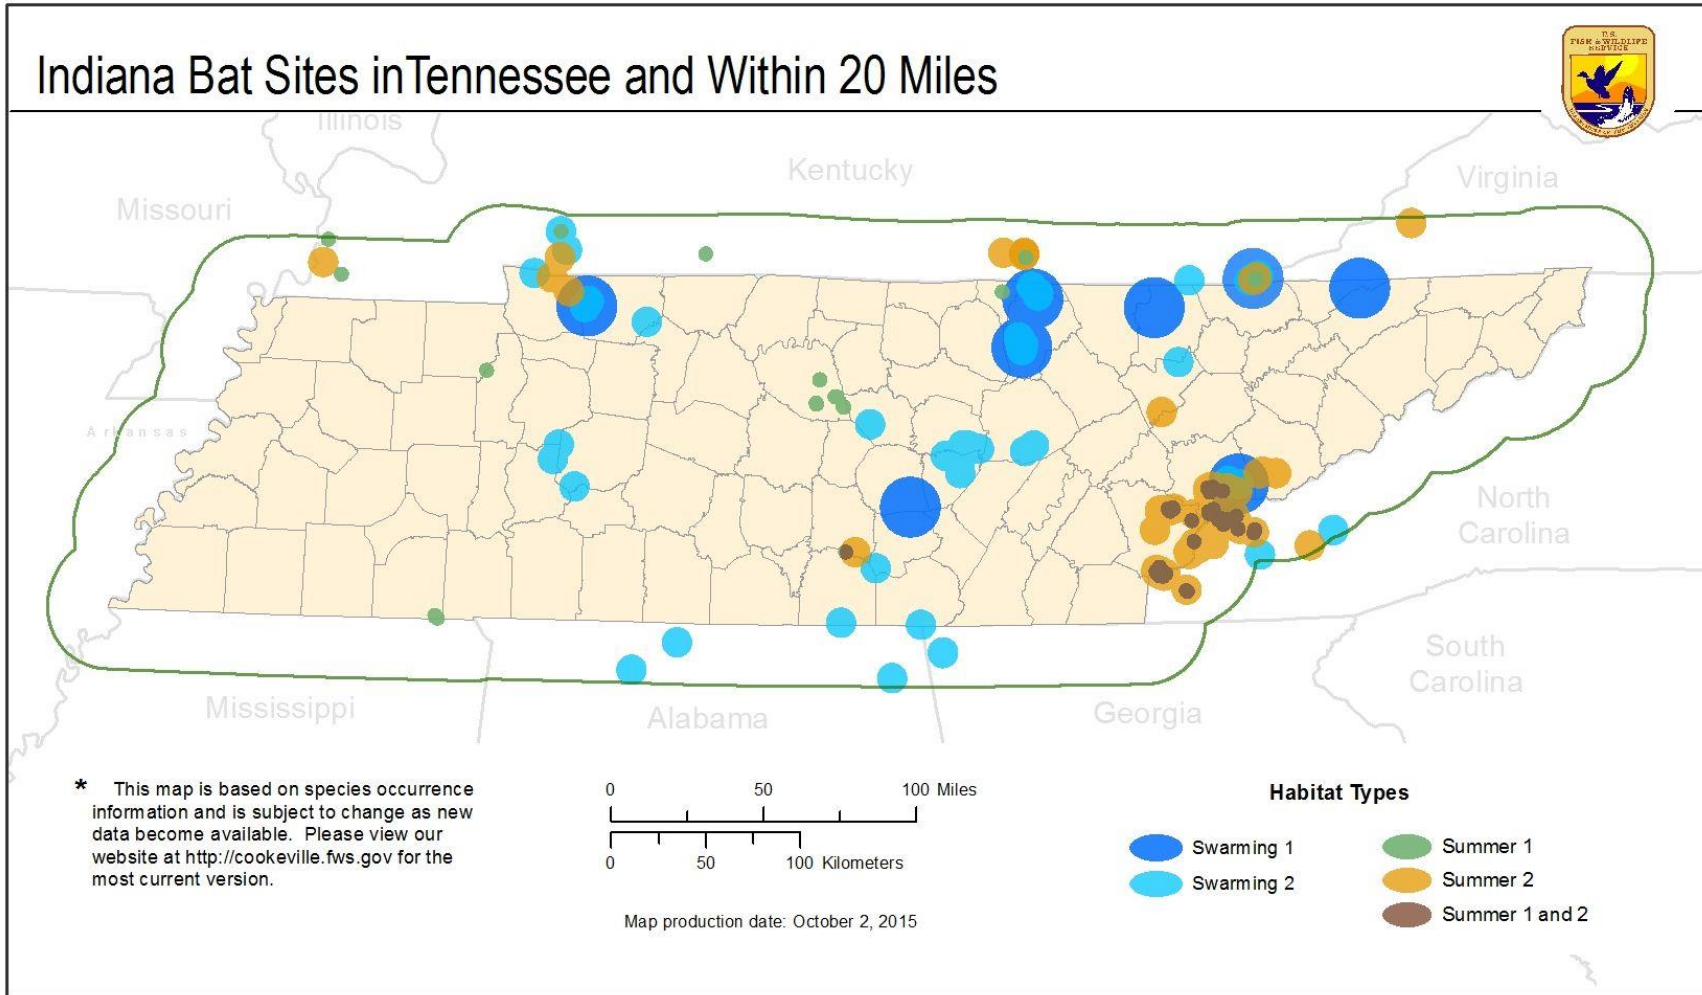 Indiana Bat Sites inTennessee and Within 20 Miles
U.S.
FISH & WILDLIFE
SERVICE
Illinois
Kentucky
Virginia
Missouri
Arkansas
North
Carolina
South
Carolina
Mississippi
Alabama
Georgia
* This map is based on species occurrence
information and is subject to change as new
data become available. Please view our
website at http://cookeville.fws.gov for the
most current version.
0 50 100 Miles
0 50 100 Kilometers
Map production date: October 2, 2015
Habitat Types
Swarming 1
Swarming 2
Summer 1
Summer 2
Summer 1 and 2